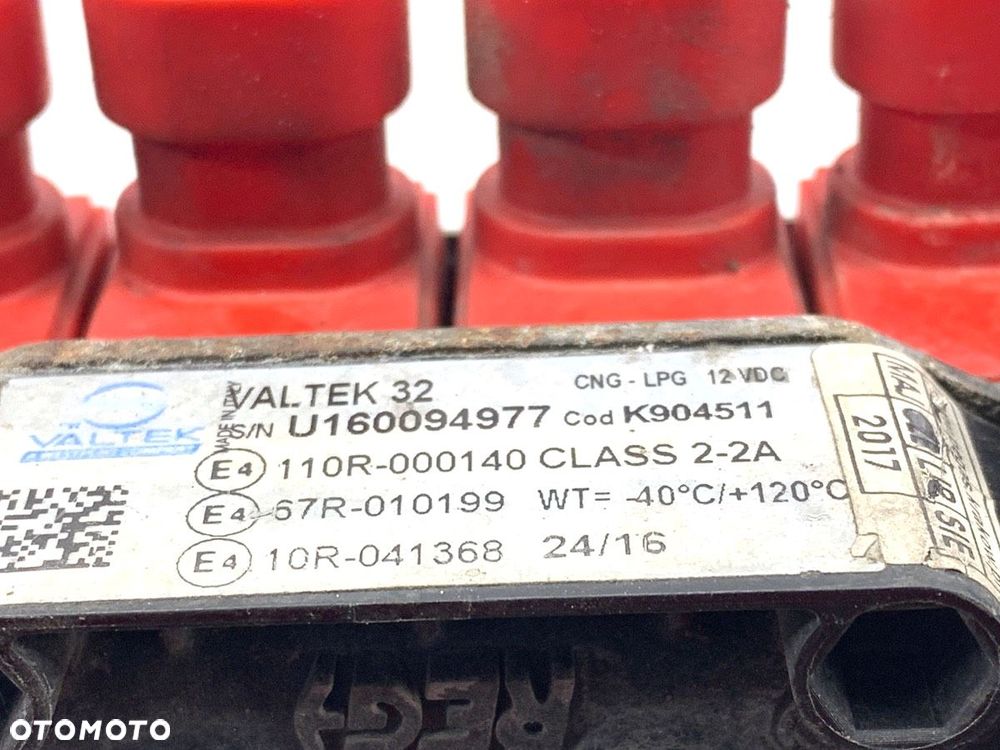 VALTEK 32 CNG - LPG 12 VDC
MADE IN
VALTEK
S/N U160094977 Cod K904511
E4 110R-000140 CLASS 2-2A
E4 67R-010199 WT= -40°C/+120°C
E4 10R-041368 24/16
2017
REG
OTOMOTO